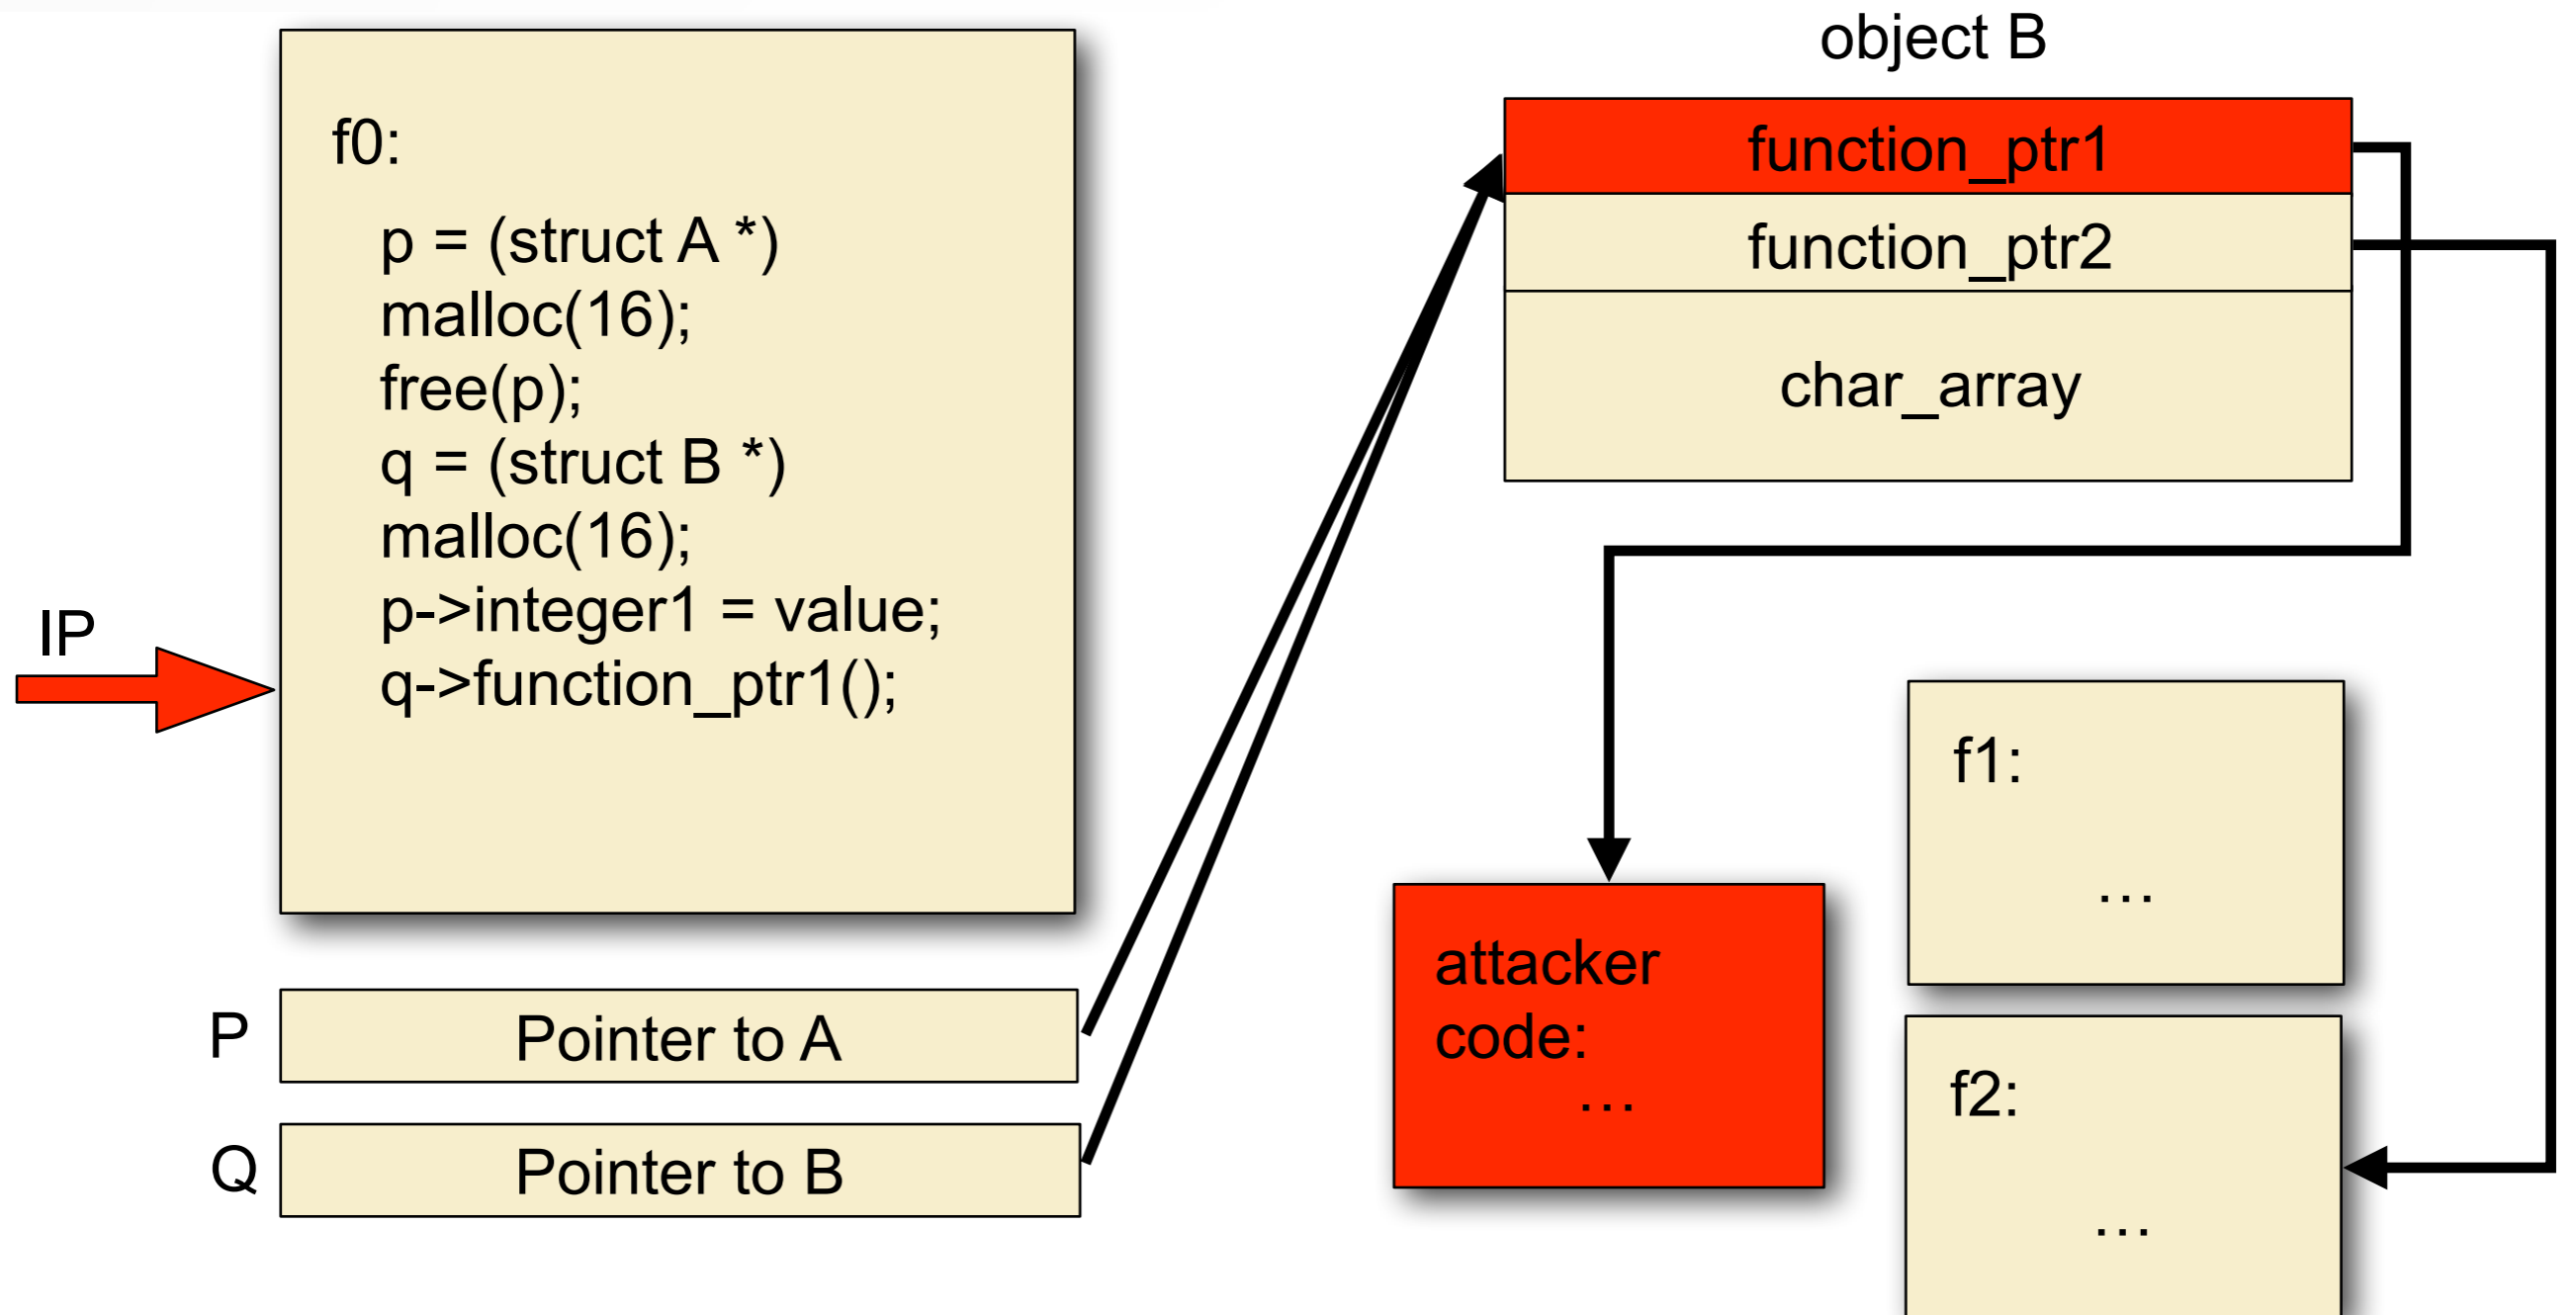 f0:
p = (struct A *)
malloc(16);
free(p);
q = (struct B *)
malloc(16);
p->integer1 = value;
q->function_ptr1();
IP
P
Pointer to A
Q
Pointer to B
object B
function_ptr1
function_ptr2
char_array
attacker
code:
…
f1:
…
f2:
…